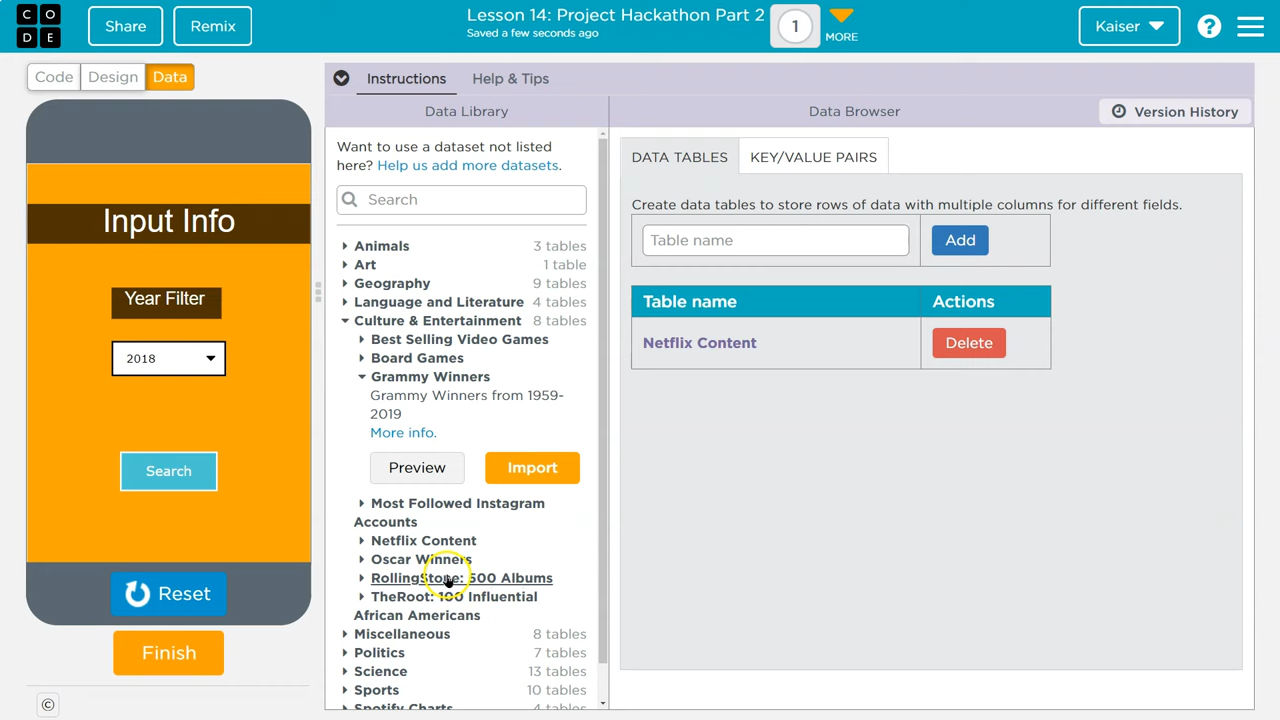 C O
D E
Share
Remix
Lesson 14: Project Hackathon Part 2
Saved a few seconds ago
1
MORE
Kaiser
?
Code
Design
Data
Instructions
Help & Tips
Data Library
Data Browser
Version History
Input Info
Year Filter
2018
Search
Reset
Finish
©
Want to use a dataset not listed
here? Help us add more datasets.
Search
Animals 3 tables
Art 1 table
Geography 9 tables
Language and Literature 4 tables
Culture & Entertainment 8 tables
Best Selling Video Games
Board Games
Grammy Winners
Grammy Winners from 1959-
2019
More info.
Preview
Import
Most Followed Instagram
Accounts
Netflix Content
Oscar Winners
RollingStone: 500 Albums
TheRoot: 100 Influential
African Americans
Miscellaneous 8 tables
Politics 7 tables
Science 13 tables
Sports 10 tables
Spotify Charts 4 tables
DATA TABLES
KEY/VALUE PAIRS
Create data tables to store rows of data with multiple columns for different fields.
Table name
Add
Table name Actions
Netflix Content Delete